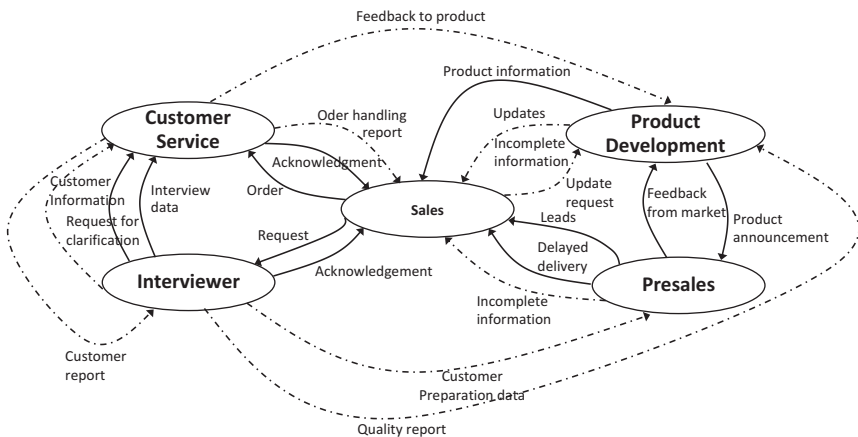 Feedback to product
Product information
Customer
Service
Oder handling
report
Updates
Product
Development
Incomplete
information
Acknowledgment
Customer
Information
Interview
data
Order
Update
request
Feedback
from market
Sales
Request for
clarification
Leads
Product
announcement
Request
Delayed
delivery
Interviewer
Acknowledgement
Presales
Incomplete
information
Customer
report
Customer
Preparation data
Quality report